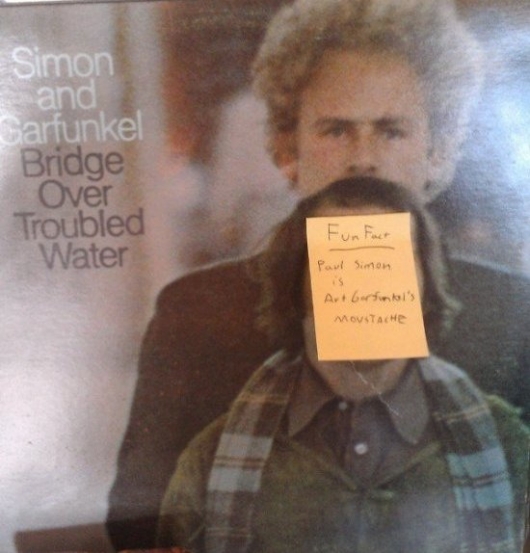 Simon
and
Garfunkel
Bridge
Over
Troubled
Water
Fun Fact
Paul Simon
is
Art Garfunkel's
MOUSTACHE